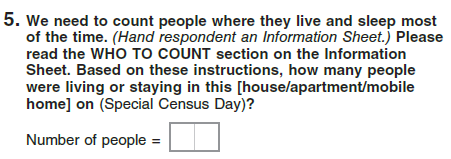 5. We need to count people where they live and sleep most
of the time. (Hand respondent an Information Sheet.) Please
read the WHO TO COUNT section on the Information
Sheet. Based on these instructions, how many people
were living or staying in this [house/apartment/mobile
home] on (Special Census Day)?
Number of people =